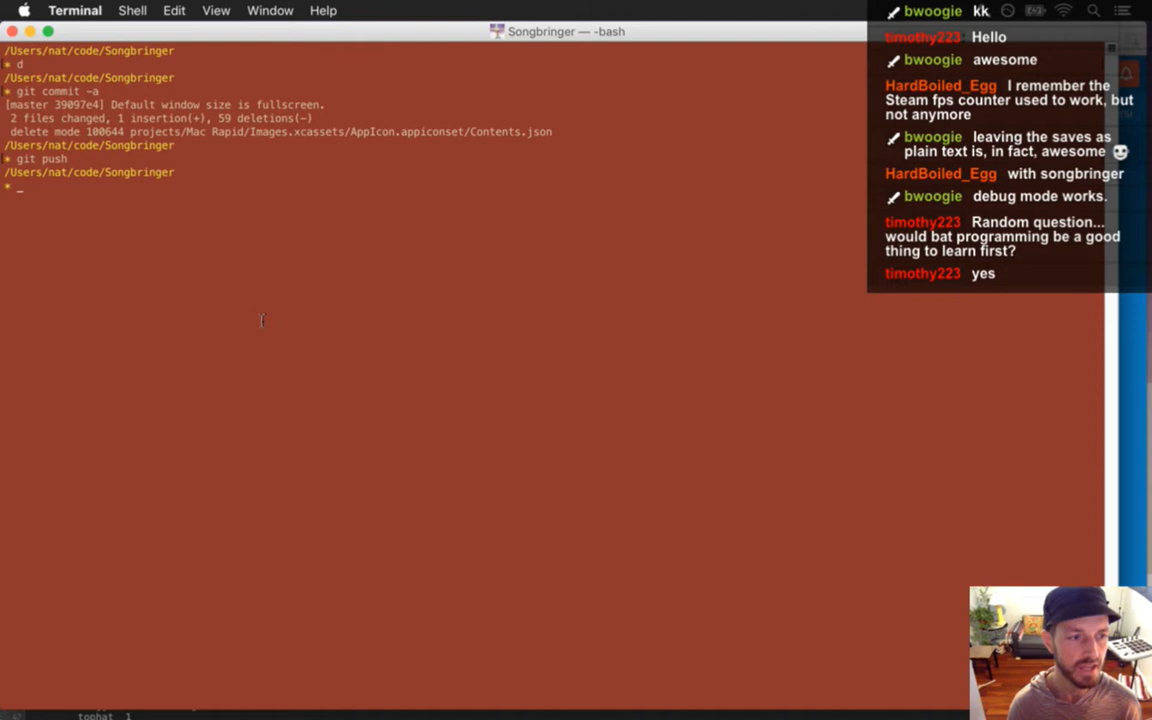 Terminal Shell Edit View Window Help
Songbringer — -bash
/Users/nat/code/Songbringer
* d
/Users/nat/code/Songbringer
* git commit -a
[master 39097e4] Default window size is fullscreen.
2 files changed, 1 insertion(+), 59 deletions(-)
delete mode 100644 projects/Mac Rapid/Images.xcassets/AppIcon.appiconset/Contents.json
/Users/nat/code/Songbringer
* git push
/Users/nat/code/Songbringer
* _
bwoogie kk
timothy223 Hello
bwoogie awesome
HardBoiled_Egg I remember the
Steam fps counter used to work, but
not anymore
bwoogie leaving the saves as
plain text is, in fact, awesome
HardBoiled_Egg with songbringer
bwoogie debug mode works.
timothy223 Random question...
would bat programming be a good
thing to learn first?
timothy223 yes
tophat 1